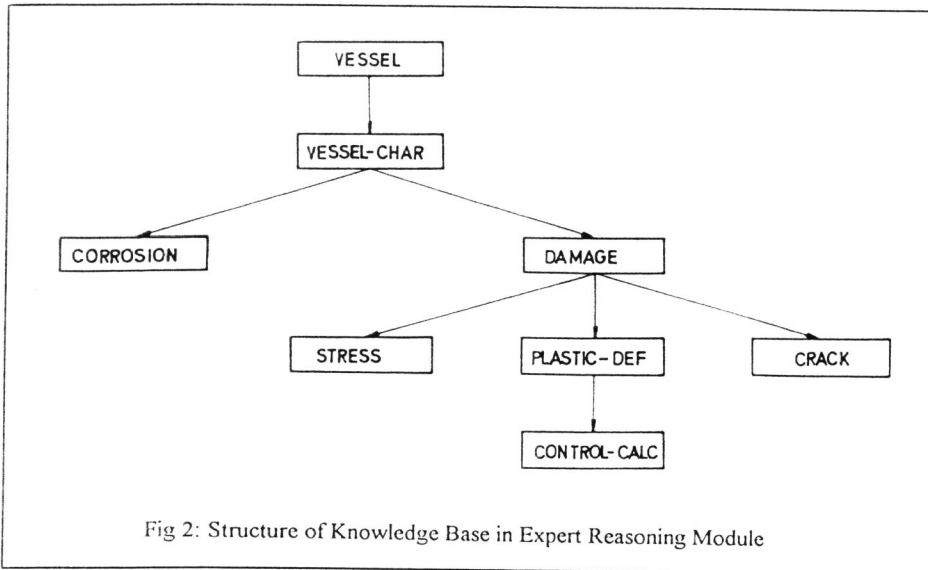 VESSEL
VESSEL-CHAR
CORROSION
DAMAGE
STRESS
PLASTIC-DEF
CRACK
CONTROL-CALC
Fig 2: Structure of Knowledge Base in Expert Reasoning Module